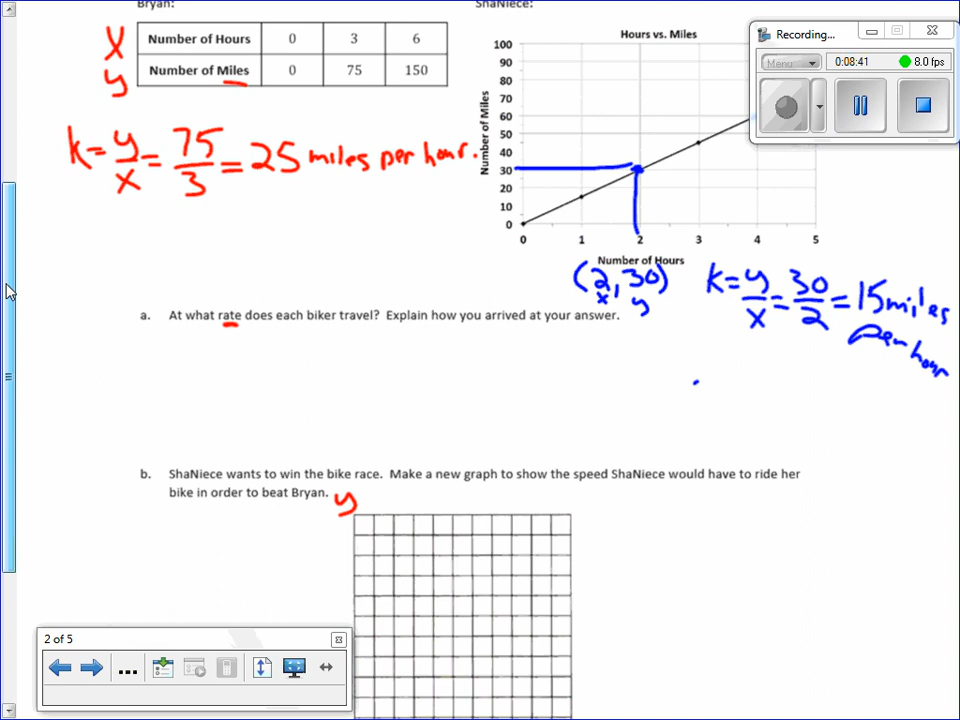 Bryan:
ShaNiece:
x Number of Hours 0 3 6
y Number of Miles 0 75 150
k = y/x = 75/3 = 25 miles per hour.
Hours vs. Miles
Number of Miles
100
90
80
70
60
50
40
30
20
10
0
0 1 2 3 4 5
Number of Hours
Recording...
Menu 0:08:41 8.0 fps
(2, 30)
x y
k = y/x = 30/2 = 15 miles
per hour
a. At what rate does each biker travel? Explain how you arrived at your answer.
b. ShaNiece wants to win the bike race. Make a new graph to show the speed ShaNiece would have to ride her
bike in order to beat Bryan.
y
2 of 5